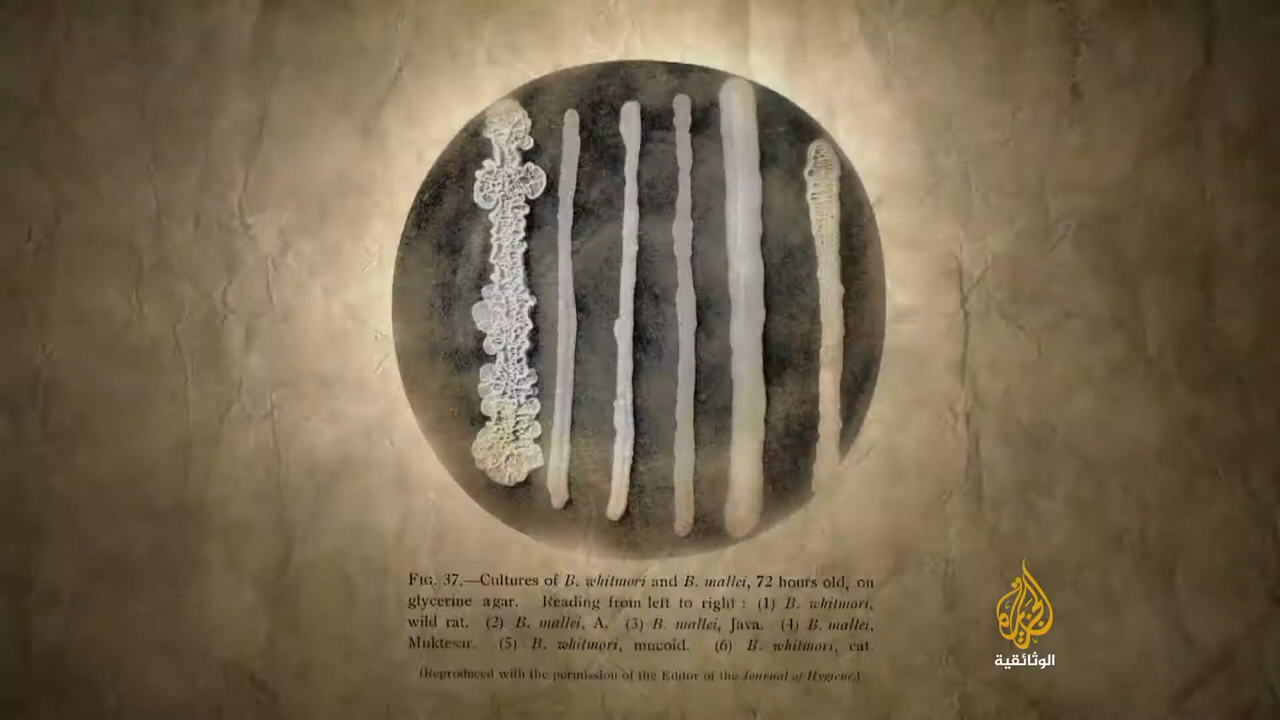 FIG. 37.—Cultures of B. whitmori and B. mallei, 72 hours old, on
glycerine agar. Reading from left to right : (1) B. whitmori,
wild rat. (2) B. mallei, A. (3) B. mallei, Java. (4) B. mallei,
Muktesar. (5) B. whitmori, mucoid. (6) B. whitmori, cat.
(Reproduced with the permission of the Editor of the Journal of Hygiene.)
الجزيرة
الوثائقية